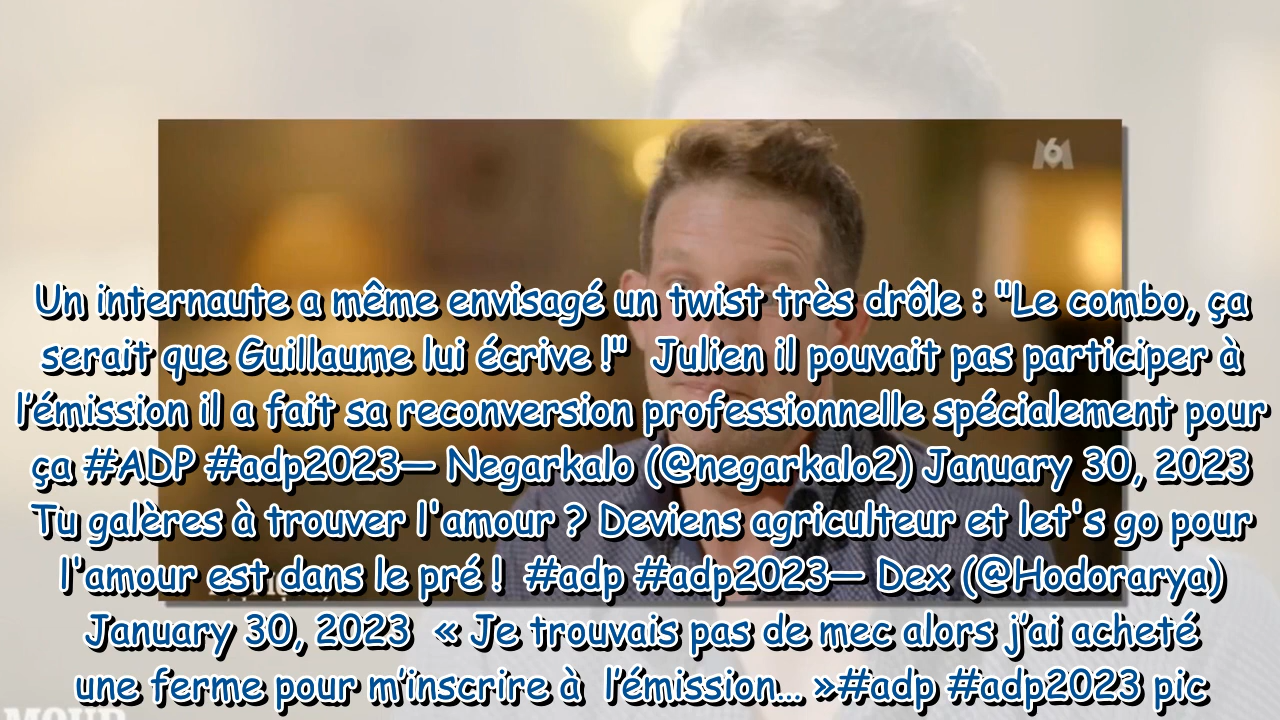 M6
Un internaute a même envisagé un twist très drôle : "Le combo, ça
serait que Guillaume lui écrive !"  Julien il pouvait pas participer à
l’émission il a fait sa reconversion professionnelle spécialement pour
ça #ADP #adp2023— Negarkalo (@negarkalo2) January 30, 2023
Tu galères à trouver l'amour ? Deviens agriculteur et let's go pour
l'amour est dans le pré !  #adp #adp2023— Dex (@Hodorarya)
January 30, 2023  « Je trouvais pas de mec alors j’ai acheté
une ferme pour m’inscrire à  l’émission... »#adp #adp2023 pic